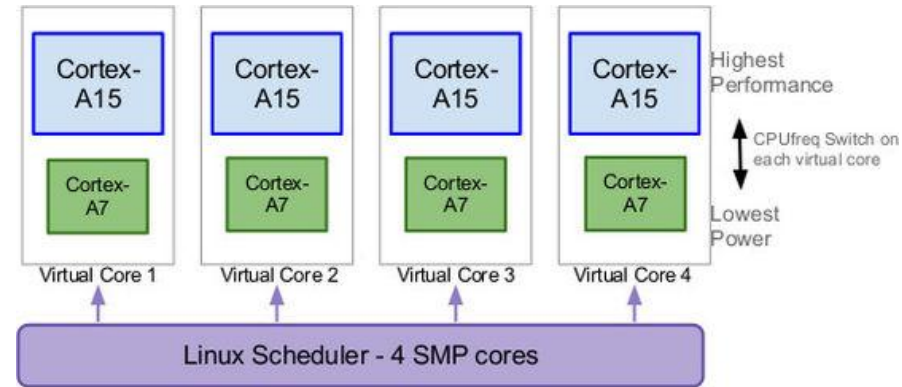 Cortex-
A15
Cortex-
A15
Cortex-
A15
Cortex-
A15
Highest
Performance
CPUfreq Switch on
each virtual core
Cortex-
A7
Cortex-
A7
Cortex-
A7
Cortex-
A7
Lowest
Power
Virtual Core 1
Virtual Core 2
Virtual Core 3
Virtual Core 4
Linux Scheduler - 4 SMP cores